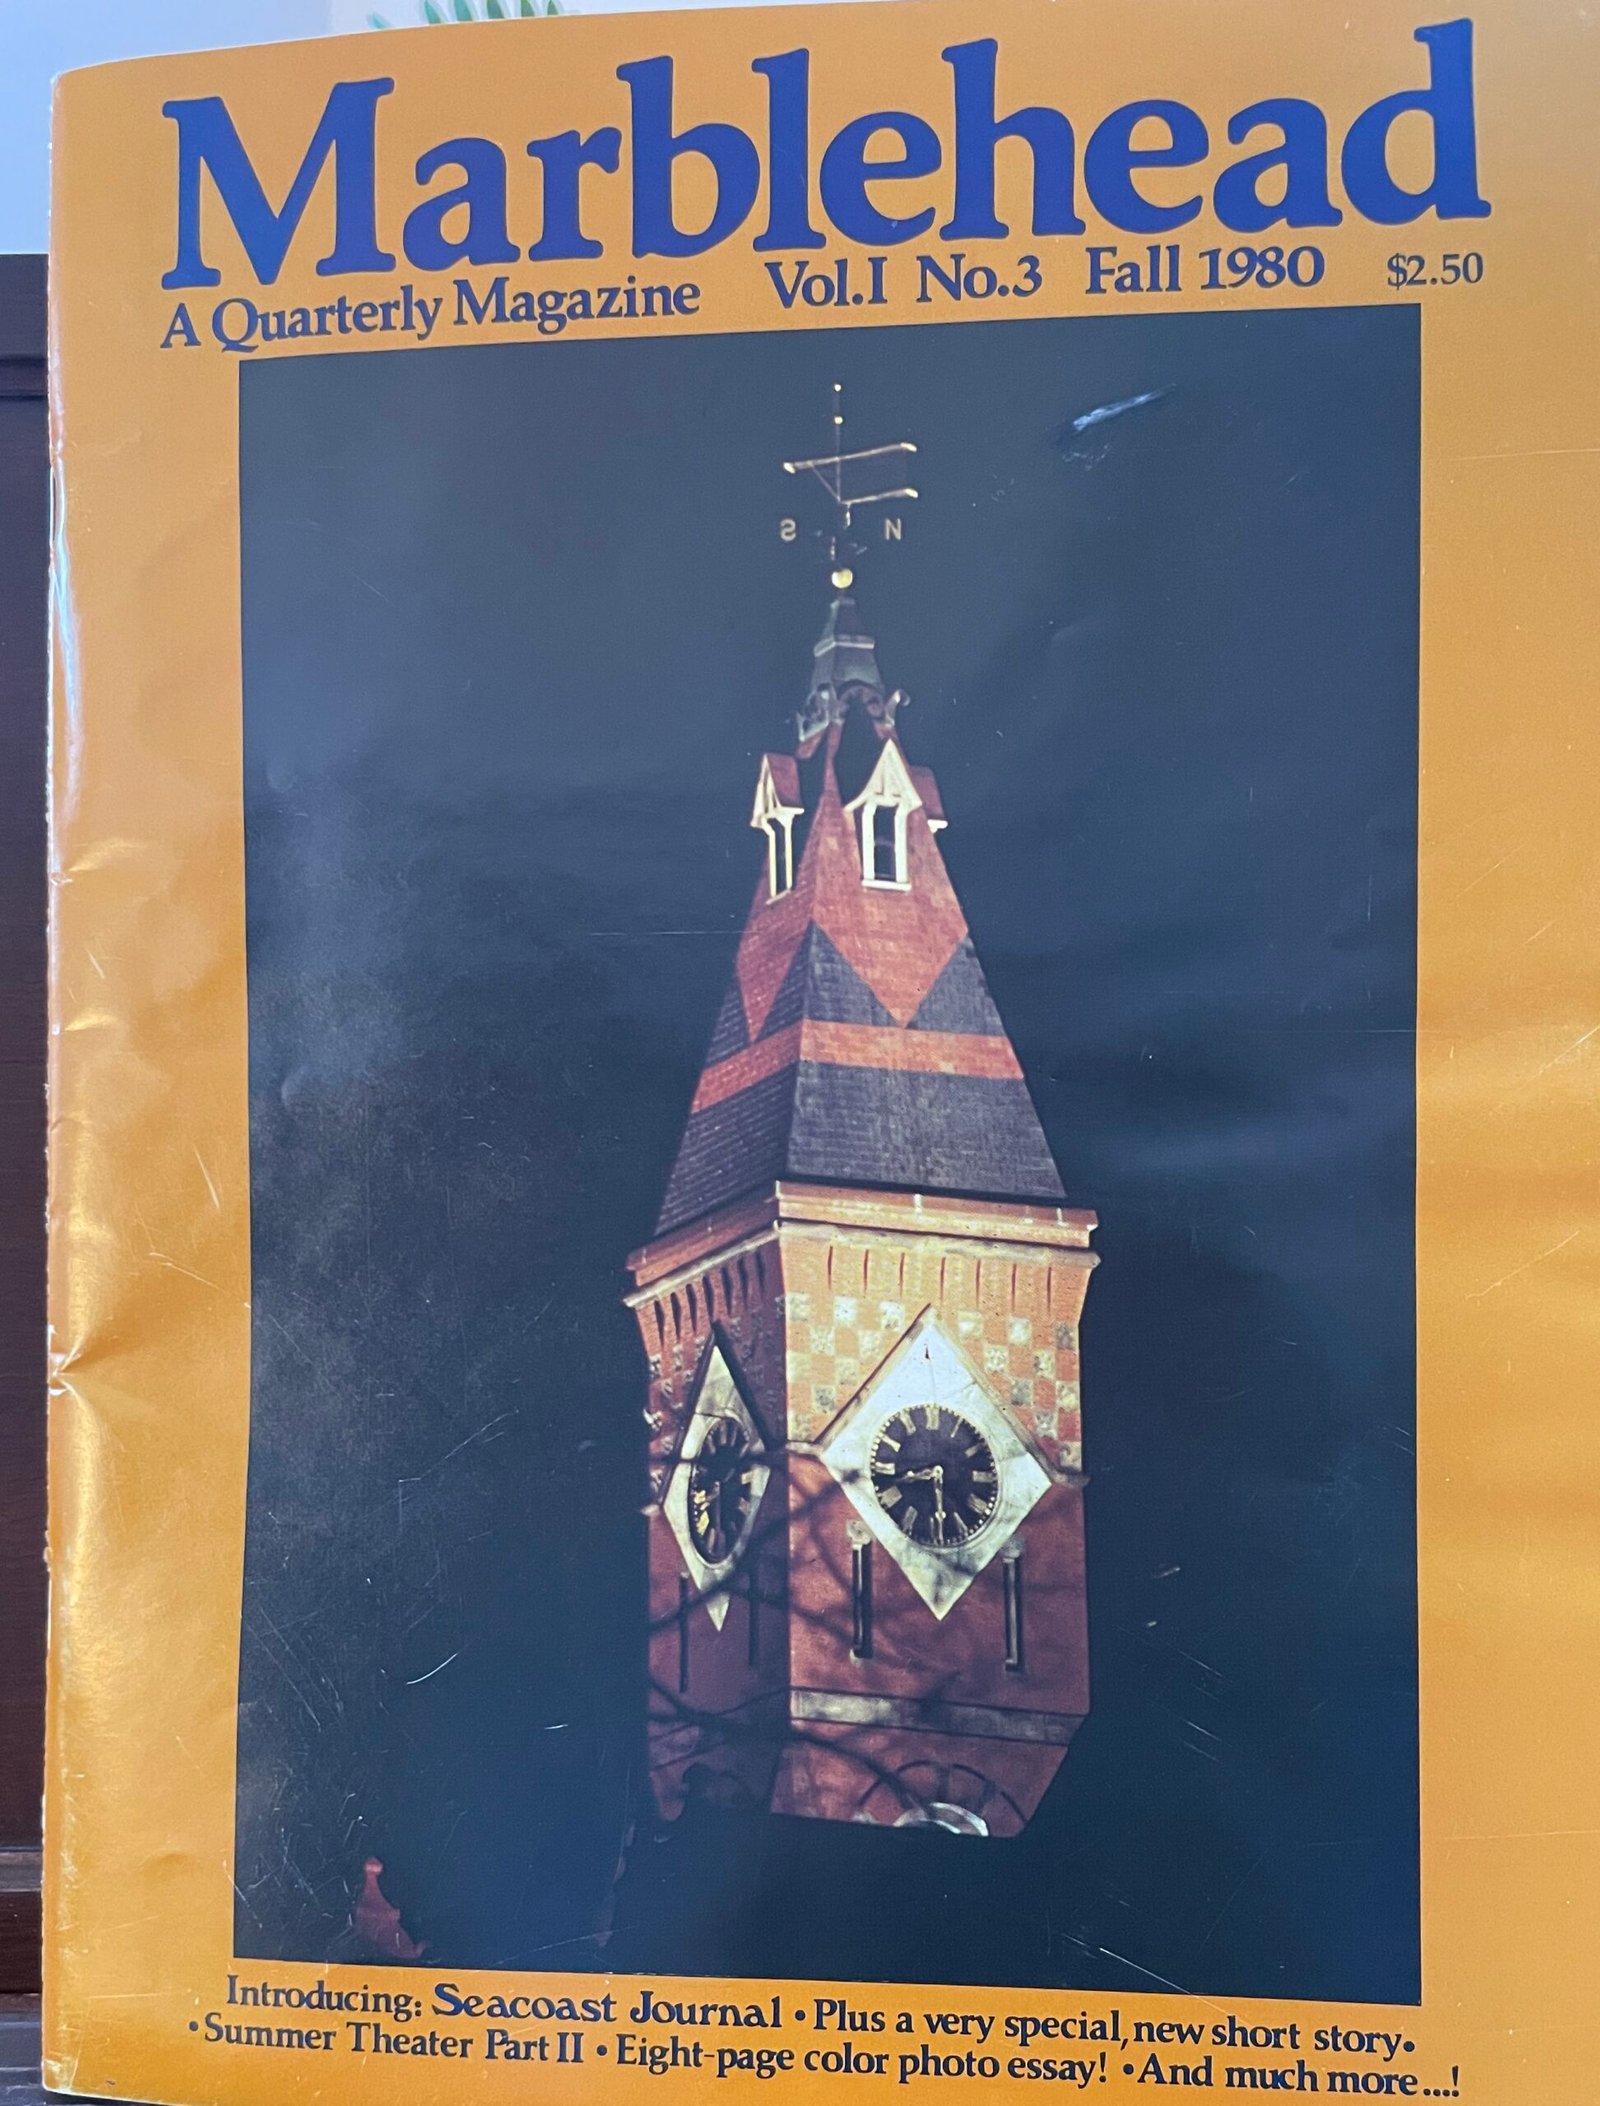 Marblehead
A Quarterly Magazine Vol.I No.3 Fall 1980 $2.50
S N
Introducing: Seacoast Journal • Plus a very special, new short story•
•Summer Theater Part II • Eight-page color photo essay! •And much more...!